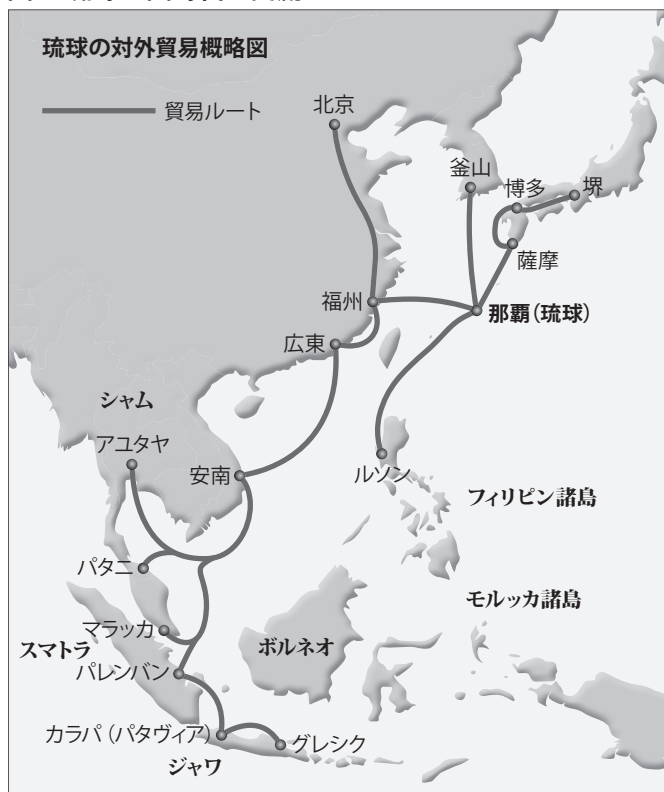 琉球の対外貿易概略図
貿易ルート
北京
釜山
博多
堺
薩摩
福州
那覇(琉球)
広東
シャム
アユタヤ
安南
ルソン
フィリピン諸島
パタニ
モルッカ諸島
マラッカ
スマトラ
ボルネオ
パレンバン
カラパ(パタヴィア)
グレシク
ジャワ